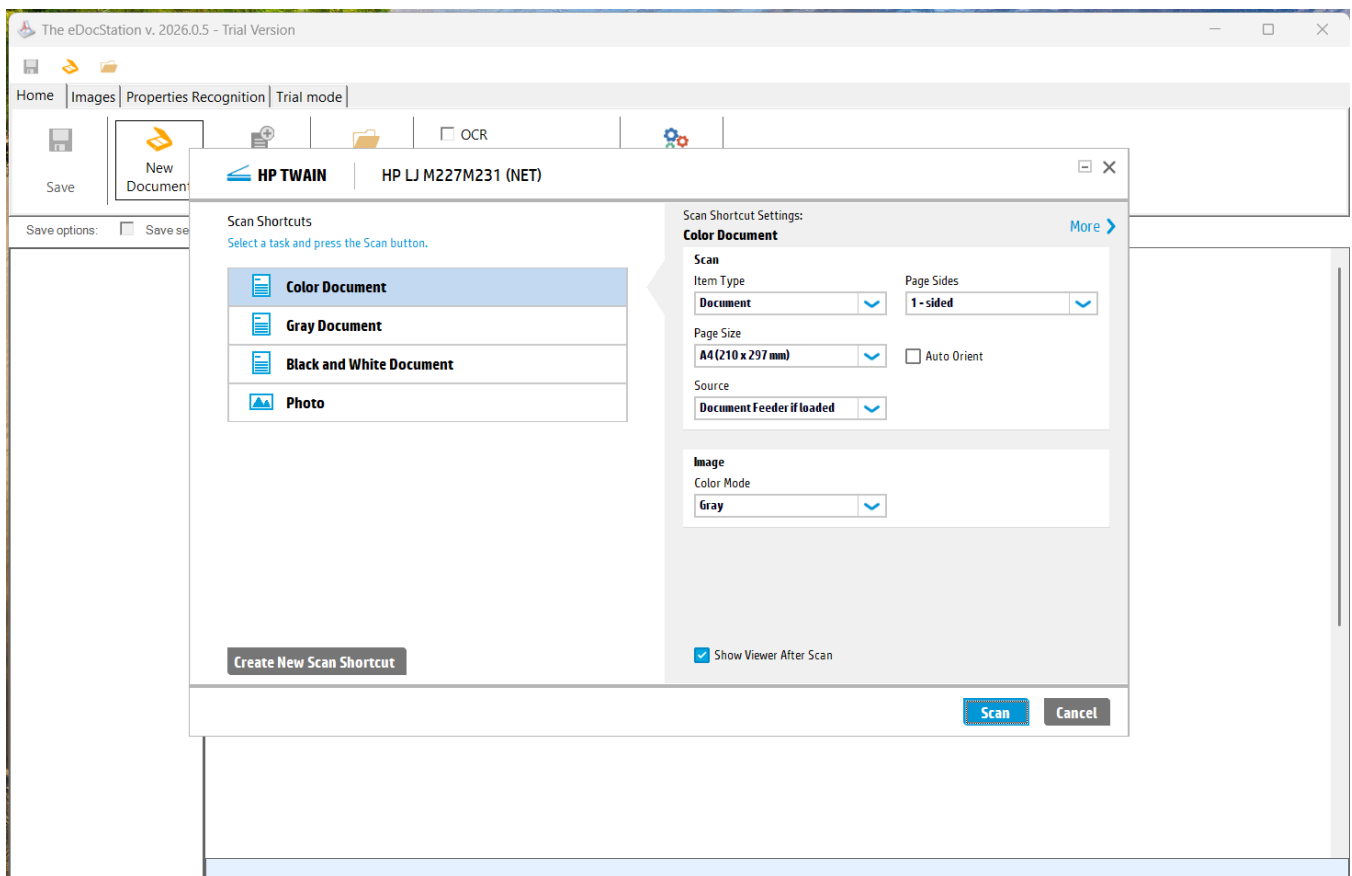 The eDocStation v. 2026.0.5 - Trial Version
Home Images Properties Recognition Trial mode
OCR
New
Document
Save
Save options: Save se
HP TWAIN HP LJ M227M231 (NET)
Scan Shortcuts
Select a task and press the Scan button.
Color Document
Gray Document
Black and White Document
Photo
Create New Scan Shortcut
Scan Shortcut Settings:
Color Document
More
Scan
Item Type Page Sides
Document 1 - sided
Page Size
A4 (210 x 297 mm) Auto Orient
Source
Document Feeder if loaded
Image
Color Mode
Gray
Show Viewer After Scan
Scan Cancel